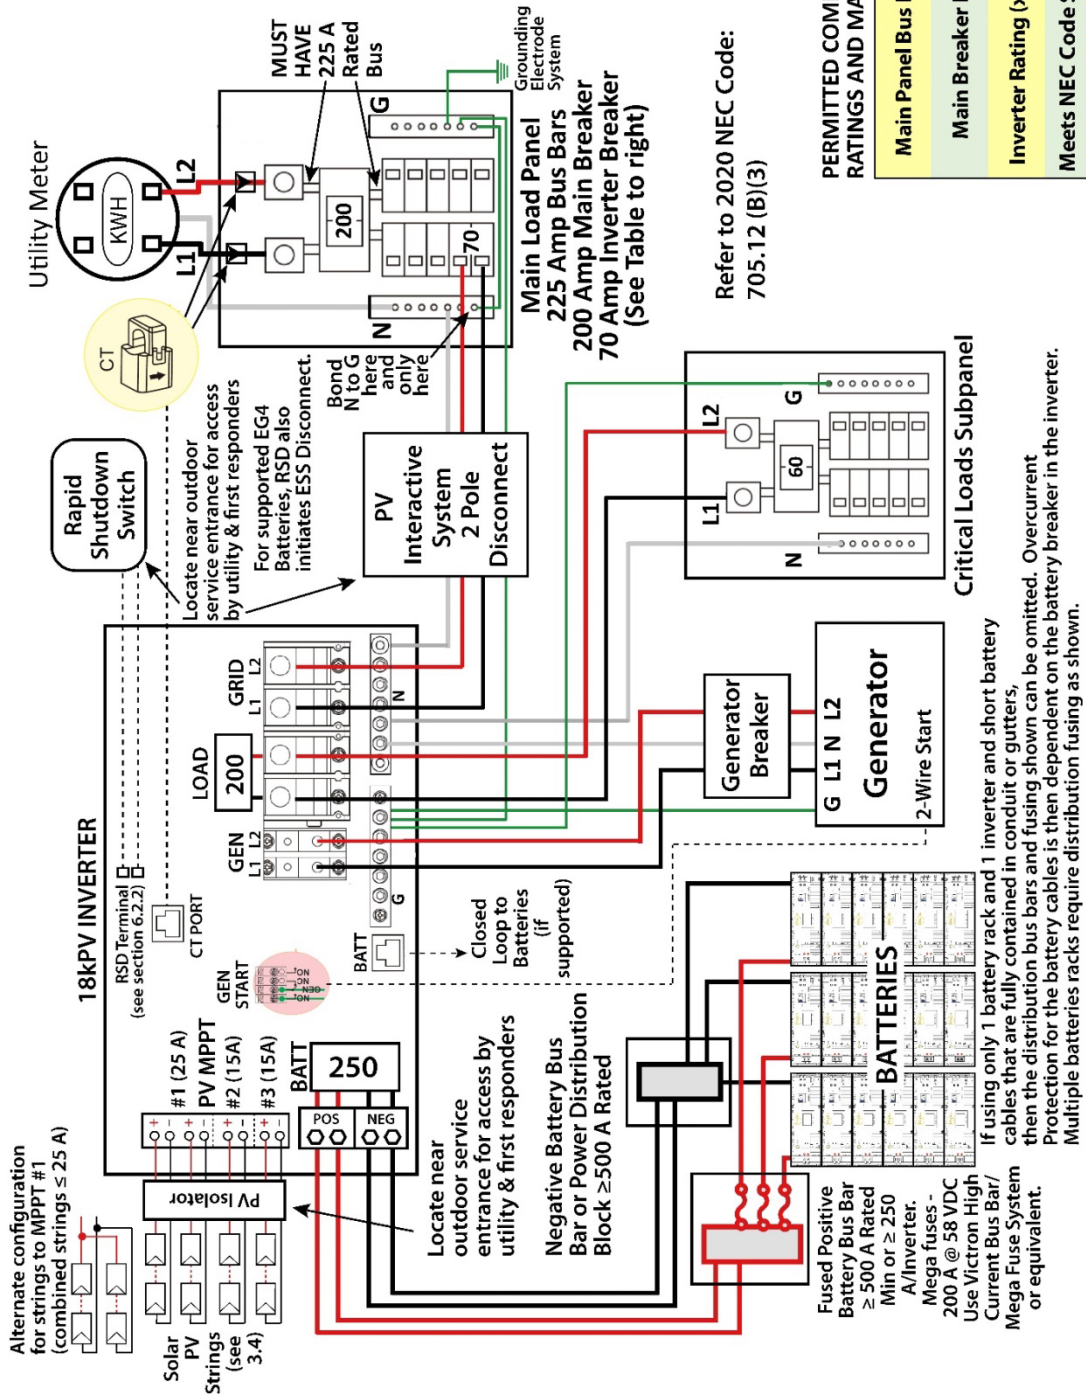 Alternate configuration
for strings to MPPT #1
(combined strings ≤ 25 A)
Solar
PV
Strings
(see
3.4)
PV Isolator
18kPV INVERTER
#1 (25 A)
PV MPPT
#2 (15A)
#3 (15A)
+
-
+
-
+
-
+
-
BATT
250
POS
NEG
RSD Terminal
(see section 6.2.2)
CT PORT
GEN
START
BATT
Closed
Loop to
Batteries
(if
supported)
GEN
L1 L2
LOAD
200
GRID
L1 L2
G
N
Locate near
outdoor service
entrance for access by
utility & first responders
Rapid
Shutdown
Switch
Locate near outdoor
service entrance for access
by utility & first responders
For supported EG4
Batteries, RSD also
initiates ESS Disconnect.
PV
Interactive
System
2 Pole
Disconnect
CT
Utility Meter
KWH
L1
L2
MUST
HAVE
225 A
Rated
Bus
200
70
N
G
Grounding
Electrode
System
Bond
N to G
here
and
only
here
Main Load Panel
225 Amp Bus Bars
200 Amp Main Breaker
70 Amp Inverter Breaker
(See Table to right)
Refer to 2020 NEC Code:
705.12 (B)(3)
L1
L2
60
N
G
Critical Loads Subpanel
Generator
Breaker
G L1 N L2
Generator
2-Wire Start
Negative Battery Bus
Bar or Power Distribution
Block ≥500 A Rated
Fused Positive
Battery Bus Bar
≥ 500 A Rated
Min or ≥ 250
A/Inverter.
Mega fuses -
200 A @ 58 VDC
Use Victron High
Current Bus Bar/
Mega Fuse System
or equivalent.
BATTERIES
If using only 1 battery rack and 1 inverter and short battery
cables that are fully contained in conduit or gutters,
then the distribution bus bars and fusing shown can be omitted. Overcurrent
Protection for the battery cables is then dependent on the battery breaker in the inverter.
Multiple batteries racks require distribution fusing as shown.
PERMITTED COM
RATINGS AND MA
Main Panel Bus
Main Breaker
Inverter Rating
Meets NEC Code